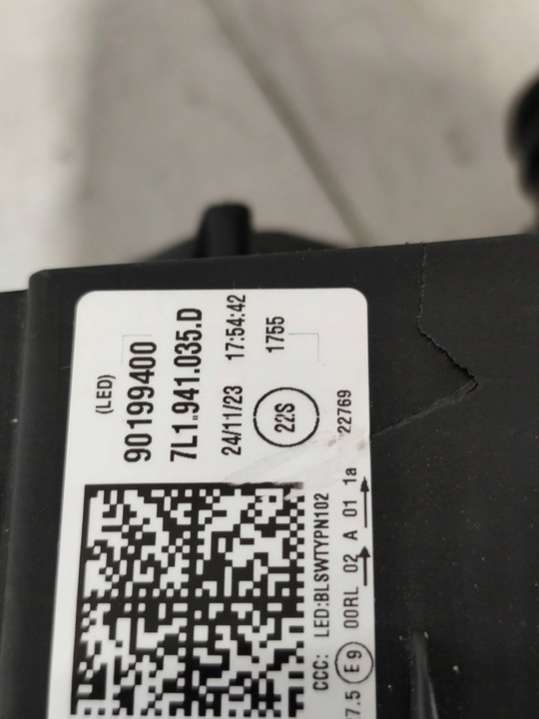 (LED)
90199400
7L1.941.035.D
24/11/23 17:54:42
22S 1755
22769
CCC: LED:BLSWTYPN102
7.5 E9 00RL 02 A 01 1a